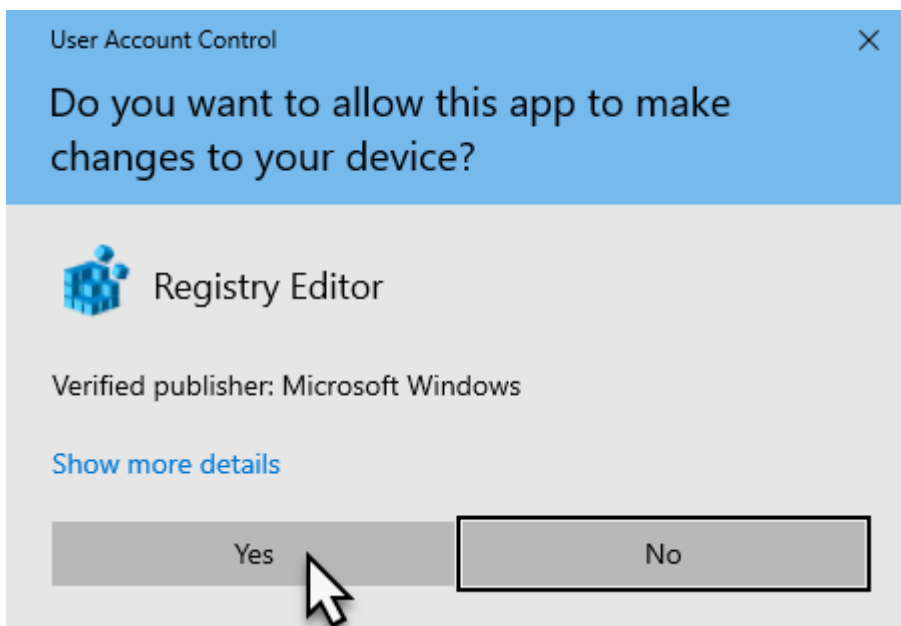 User Account Control
Do you want to allow this app to make
changes to your device?
Registry Editor
Verified publisher: Microsoft Windows
Show more details
Yes
No